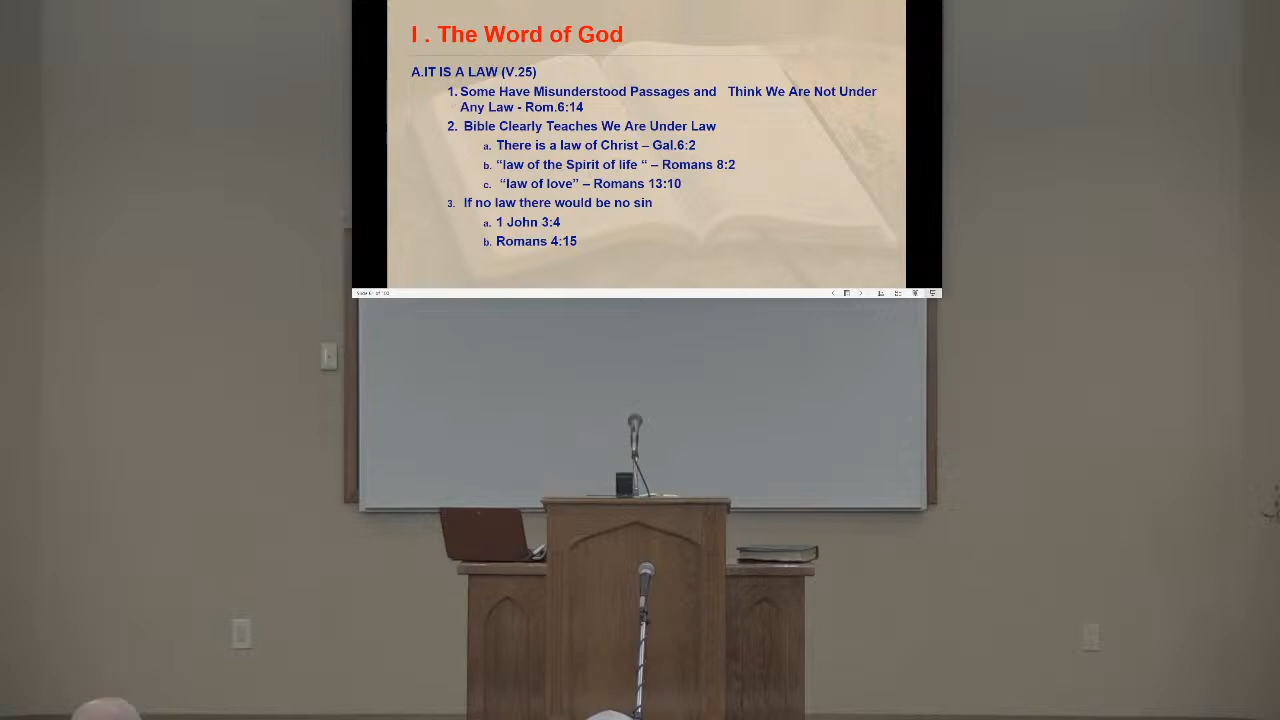 I . The Word of God
A.IT IS A LAW (V.25)
1. Some Have Misunderstood Passages and Think We Are Not Under
Any Law - Rom.6:14
2. Bible Clearly Teaches We Are Under Law
a. There is a law of Christ – Gal.6:2
b. “law of the Spirit of life “ – Romans 8:2
c. “law of love” – Romans 13:10
3. If no law there would be no sin
a. 1 John 3:4
b. Romans 4:15